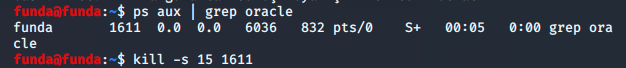 funda@funda:~$ ps aux | grep oracle
funda       1611  0.0  0.0   6036   832 pts/0    S+   00:05   0:00 grep ora
cle
funda@funda:~$ kill -s 15 1611